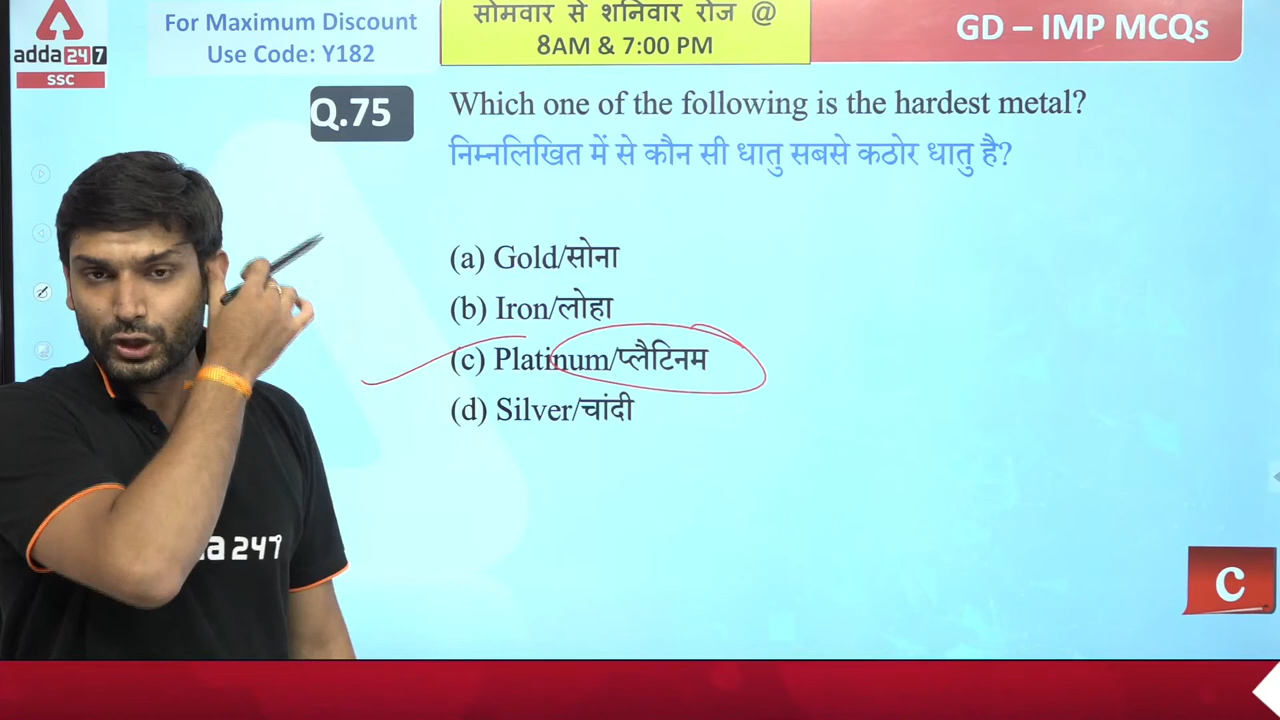 adda 247
SSC
For Maximum Discount
Use Code: Y182
सोमवार से शनिवार रोज @
8AM & 7:00 PM
GD – IMP MCQs
Q.75
Which one of the following is the hardest metal?
निम्नलिखित में से कौन सी धातु सबसे कठोर धातु है?
(a) Gold/सोना
(b) Iron/लोहा
(c) Platinum/प्लैटिनम
(d) Silver/चांदी
a 247
C